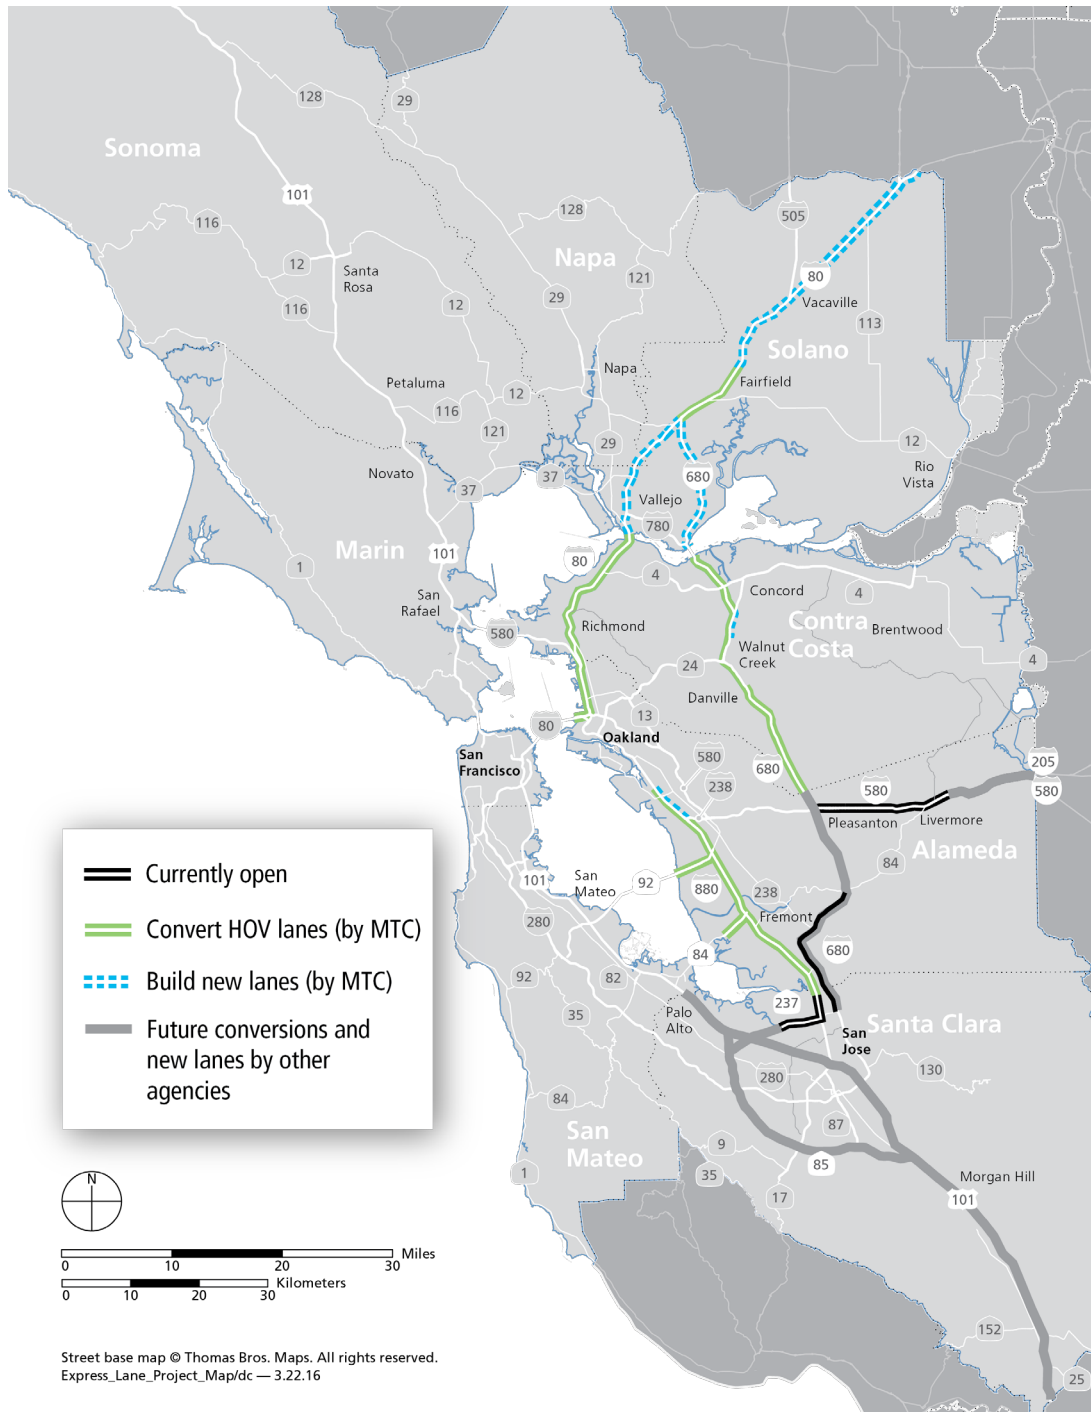 128
29
Sonoma
101
116
128
505
12
Napa
Santa
Rosa
121
80
116
12
29
Vacaville
113
Solano
Napa
Petaluma
Fairfield
12
116
121
29
12
Novato
37
37
680
Rio
Vista
Vallejo
780
Marin
101
80
1
4
Concord
4
San
Rafael
Contra
Costa
580
Richmond
Brentwood
Walnut
Creek
24
4
Danville
13
80
Oakland
San
Francisco
580
680
205
238
580
580
Pleasanton
Livermore
Alameda
84
Currently open
Convert HOV lanes (by MTC)
Build new lanes (by MTC)
Future conversions and
new lanes by other
agencies
101
San
Mateo
92
880
238
280
Fremont
84
680
92
82
237
35
Palo
Alto
San
Jose
Santa Clara
280
130
84
87
San
Mateo
9
85
1
35
17
Morgan Hill
101
N
Miles
0
10
20
30
Kilometers
0
10
20
30
152
25
Street base map © Thomas Bros. Maps. All rights reserved.
Express_Lane_Project_Map/dc — 3.22.16